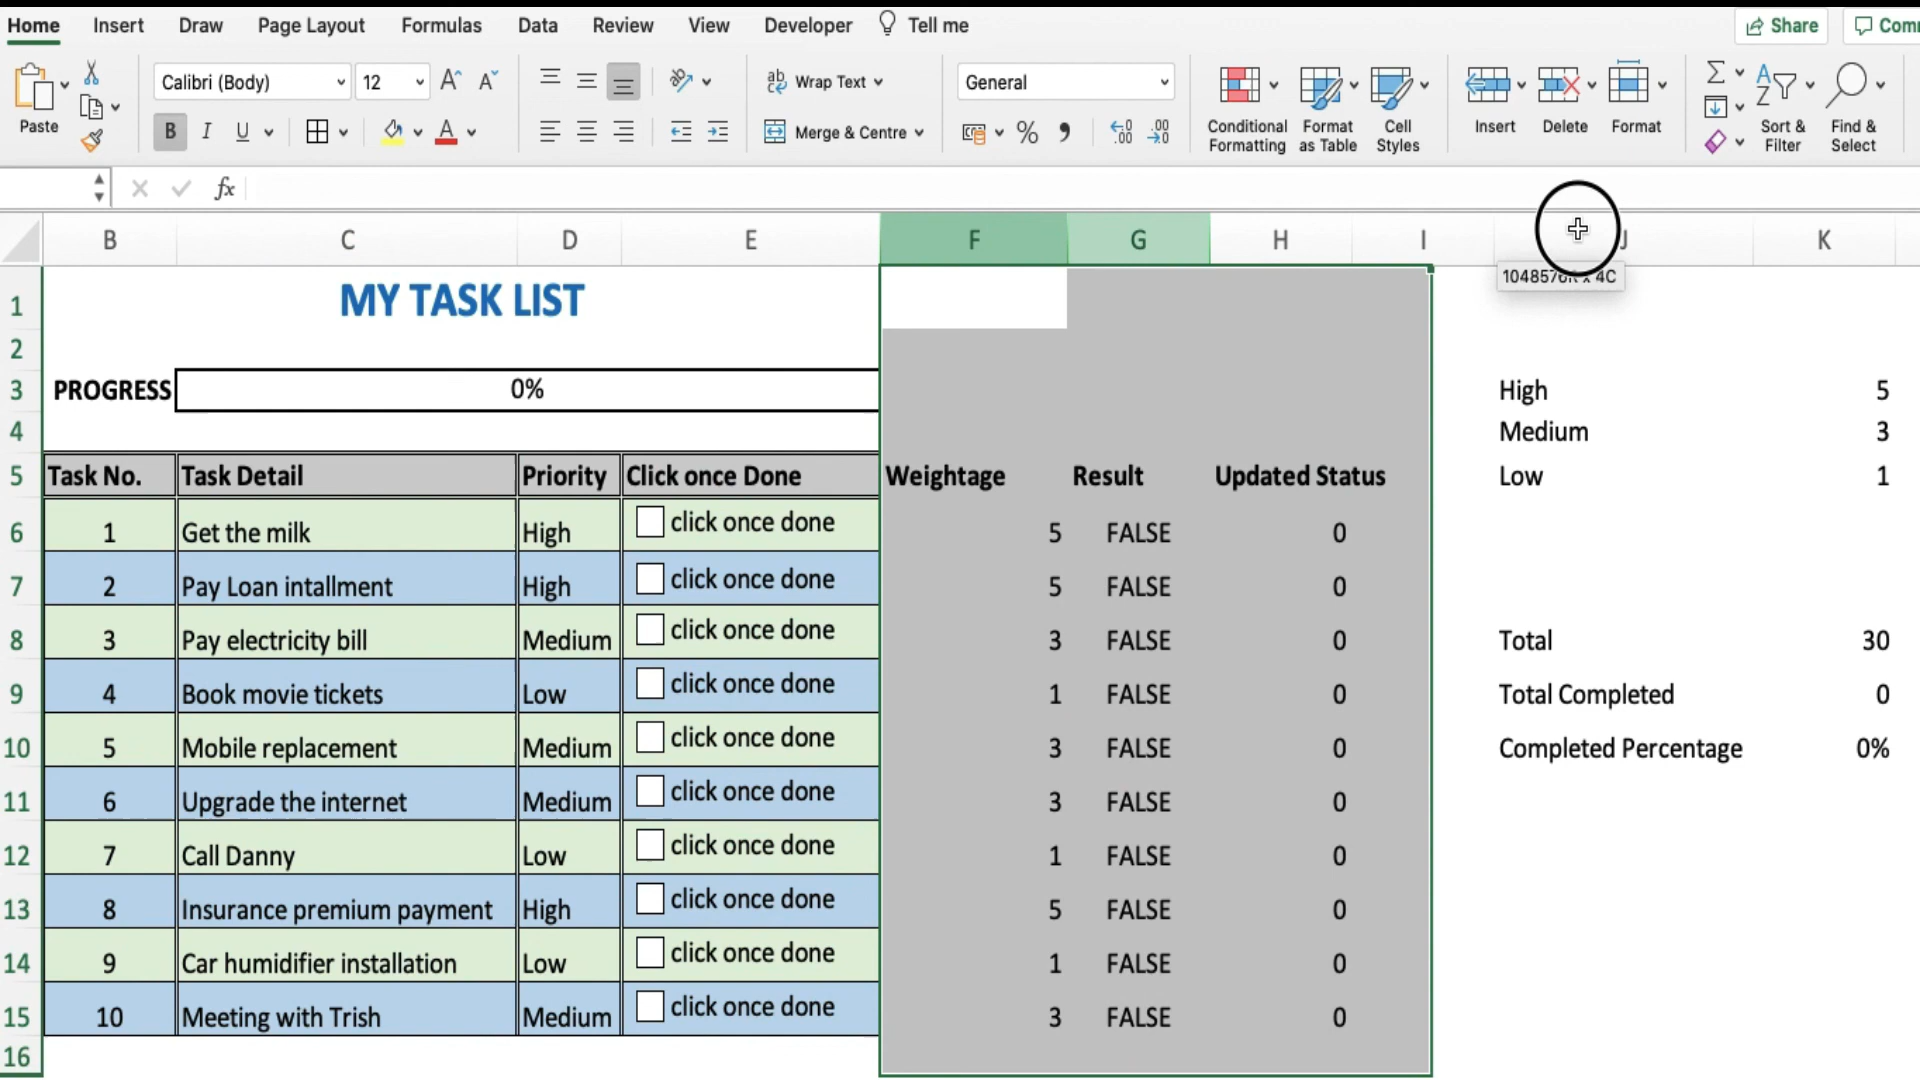 Home Insert Draw Page Layout Formulas Data Review View Developer Tell me Share
Calibri (Body) 12 ab Wrap Text General
Paste B I U A Merge & Centre % Conditional Formatting Format as Table Cell Styles Insert Delete Format Sort & Filter Find & Select
fx
B C D E F G H I J K
1048576R x 4C
1 MY TASK LIST
2
3 PROGRESS 0% High 5
4 Medium 3
5 Task No. Task Detail Priority Click once Done Weightage Result Updated Status Low 1
6 1 Get the milk High click once done 5 FALSE 0
7 2 Pay Loan intallment High click once done 5 FALSE 0
8 3 Pay electricity bill Medium click once done 3 FALSE 0 Total 30
9 4 Book movie tickets Low click once done 1 FALSE 0 Total Completed 0
10 5 Mobile replacement Medium click once done 3 FALSE 0 Completed Percentage 0%
11 6 Upgrade the internet Medium click once done 3 FALSE 0
12 7 Call Danny Low click once done 1 FALSE 0
13 8 Insurance premium payment High click once done 5 FALSE 0
14 9 Car humidifier installation Low click once done 1 FALSE 0
15 10 Meeting with Trish Medium click once done 3 FALSE 0
16